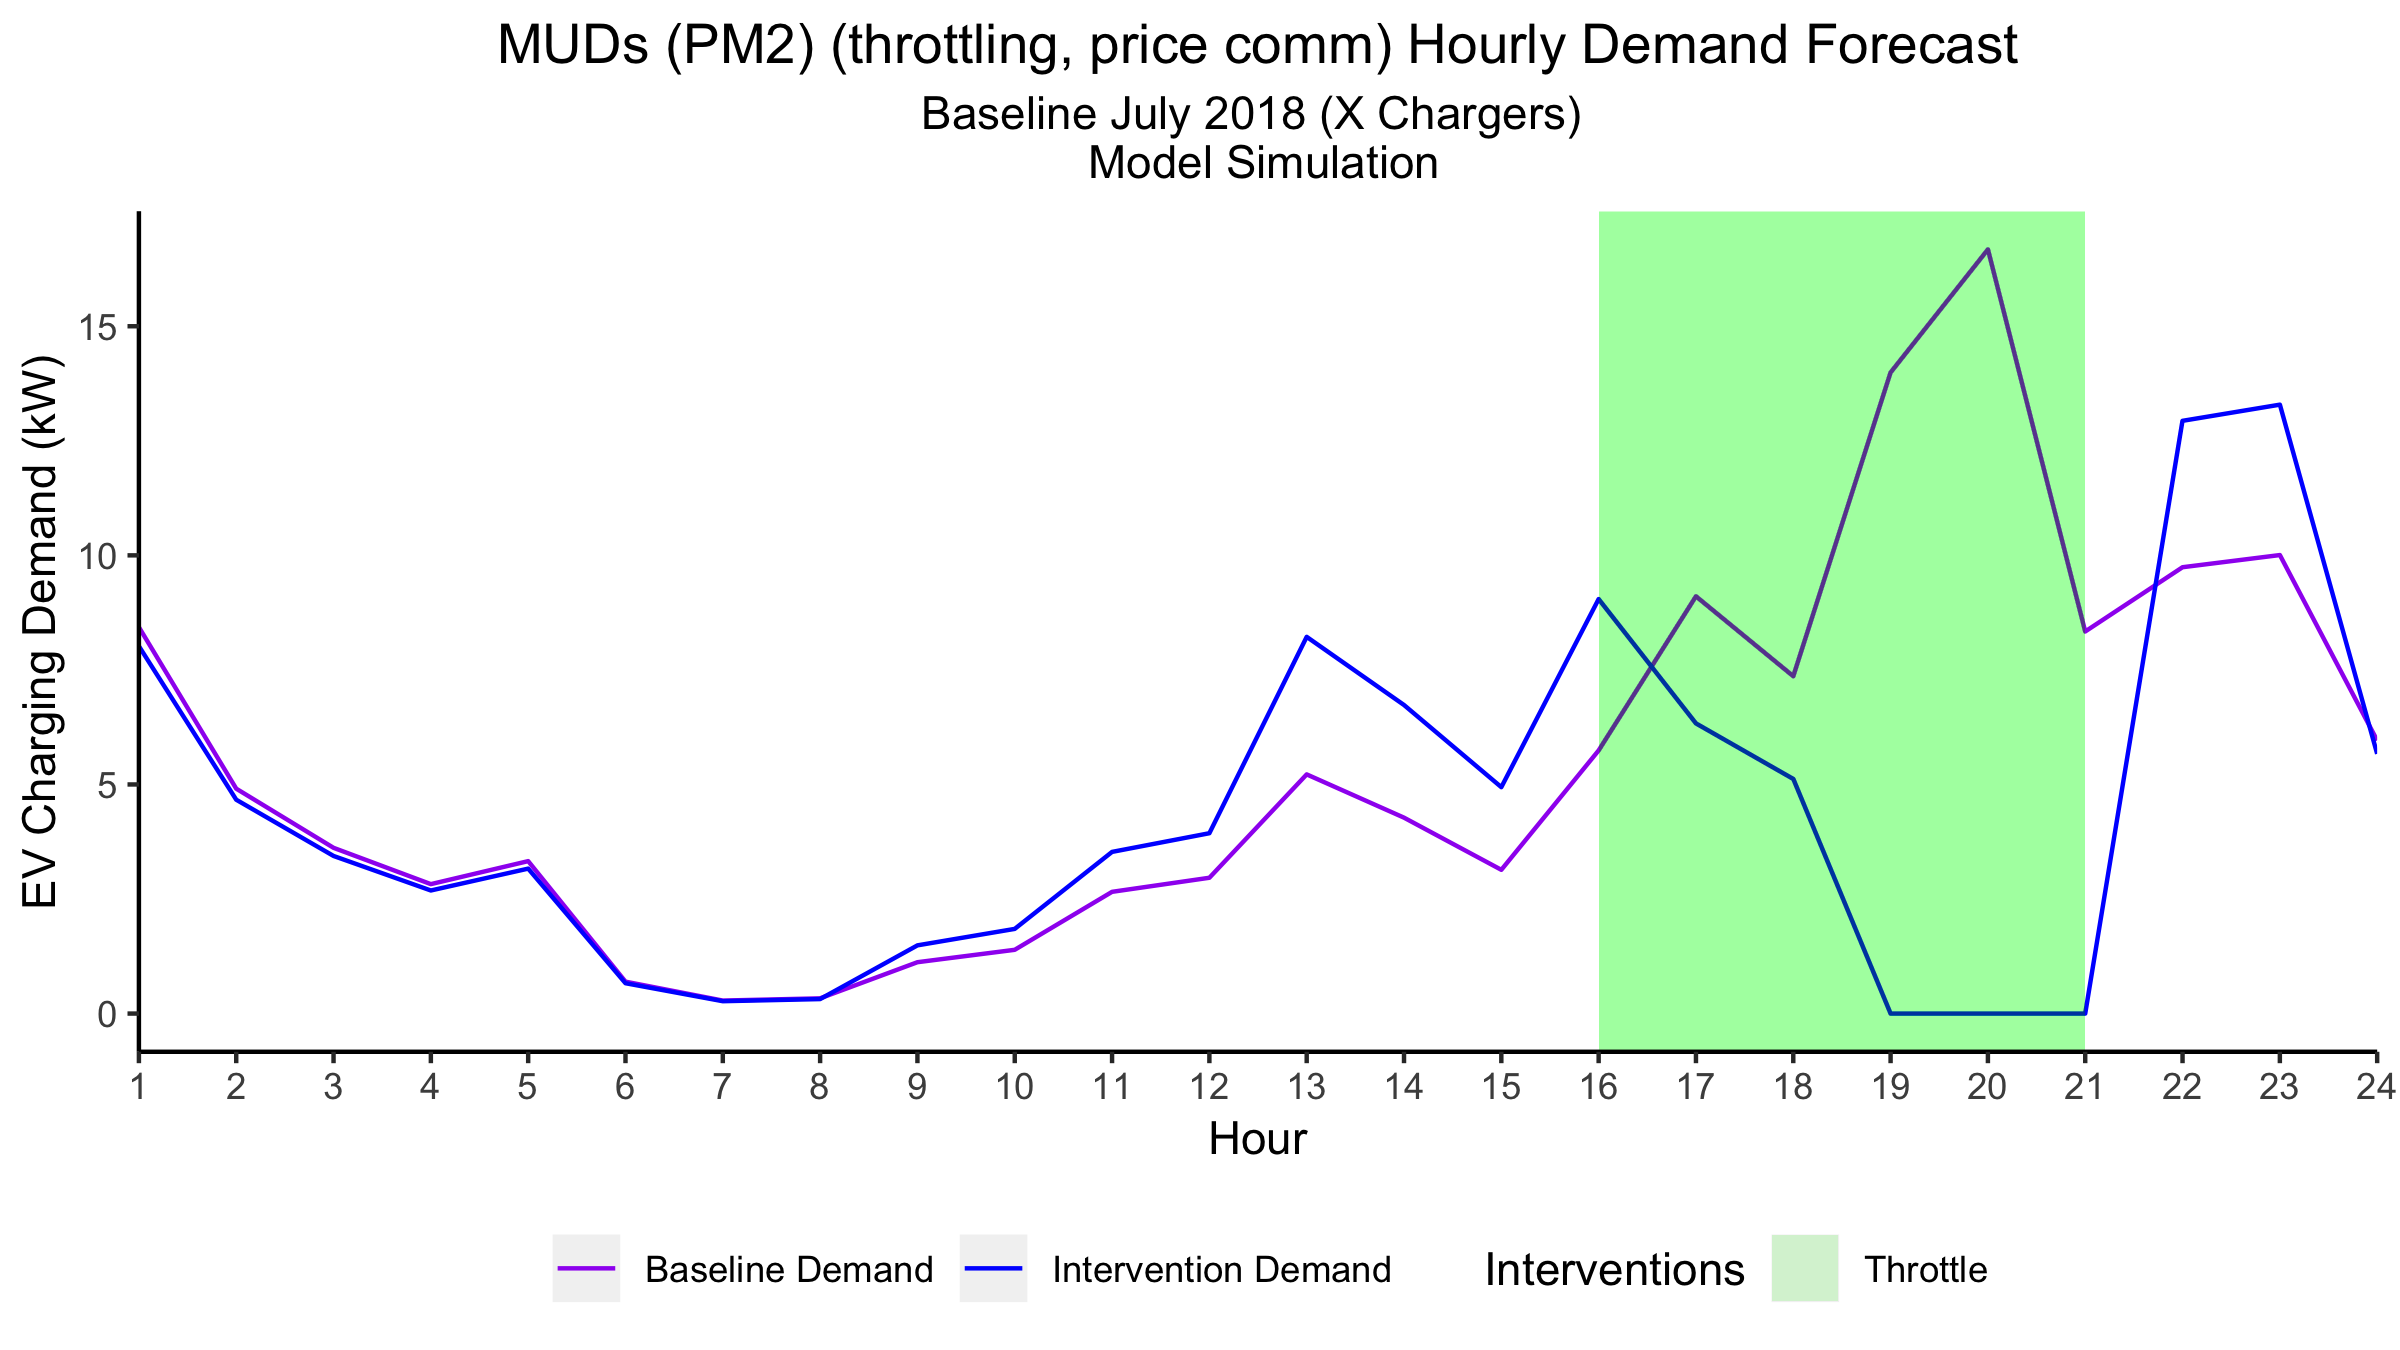 MUDs (PM2) (throttling, price comm) Hourly Demand Forecast
Baseline July 2018 (X Chargers)
Model Simulation
EV Charging Demand (kW)
15
10
5
0
1 2 3 4 5 6 7 8 9 10 11 12 13 14 15 16 17 18 19 20 21 22 23 24
Hour
Baseline Demand Intervention Demand Interventions Throttle